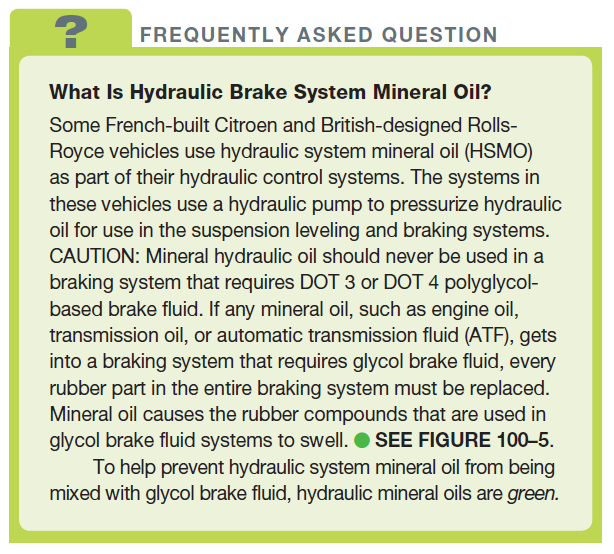 ?
FREQUENTLY ASKED QUESTION
What Is Hydraulic Brake System Mineral Oil?
Some French-built Citroen and British-designed Rolls-
Royce vehicles use hydraulic system mineral oil (HSMO)
as part of their hydraulic control systems. The systems in
these vehicles use a hydraulic pump to pressurize hydraulic
oil for use in the suspension leveling and braking systems.
CAUTION: Mineral hydraulic oil should never be used in a
braking system that requires DOT 3 or DOT 4 polyglycol-
based brake fluid. If any mineral oil, such as engine oil,
transmission oil, or automatic transmission fluid (ATF), gets
into a braking system that requires glycol brake fluid, every
rubber part in the entire braking system must be replaced.
Mineral oil causes the rubber compounds that are used in
glycol brake fluid systems to swell. ● SEE FIGURE 100–5.
To help prevent hydraulic system mineral oil from being
mixed with glycol brake fluid, hydraulic mineral oils are green.